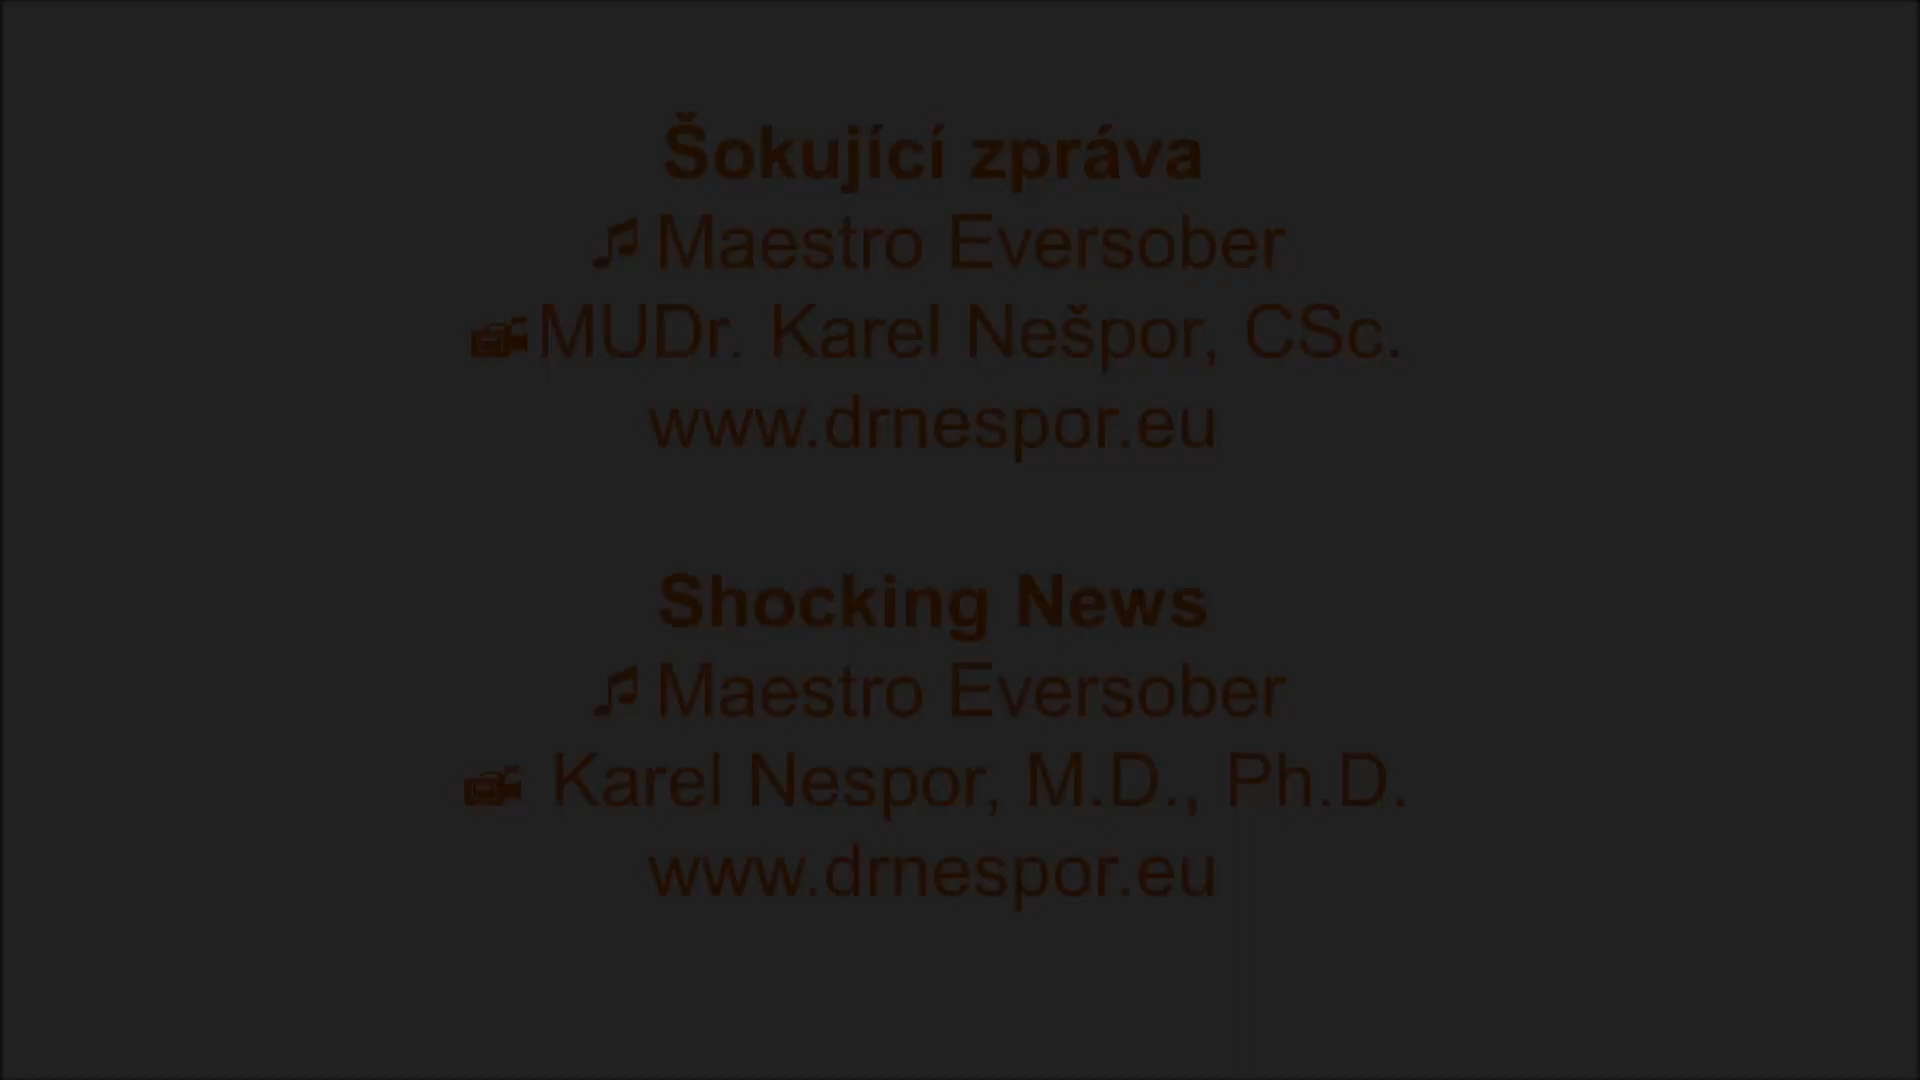 Šokující zpráva
♫ Maestro Eversober
MUDr. Karel Nešpor, CSc.
www.drnespor.eu
Shocking News
♫ Maestro Eversober
Karel Nespor, M.D., Ph.D.
www.drnespor.eu